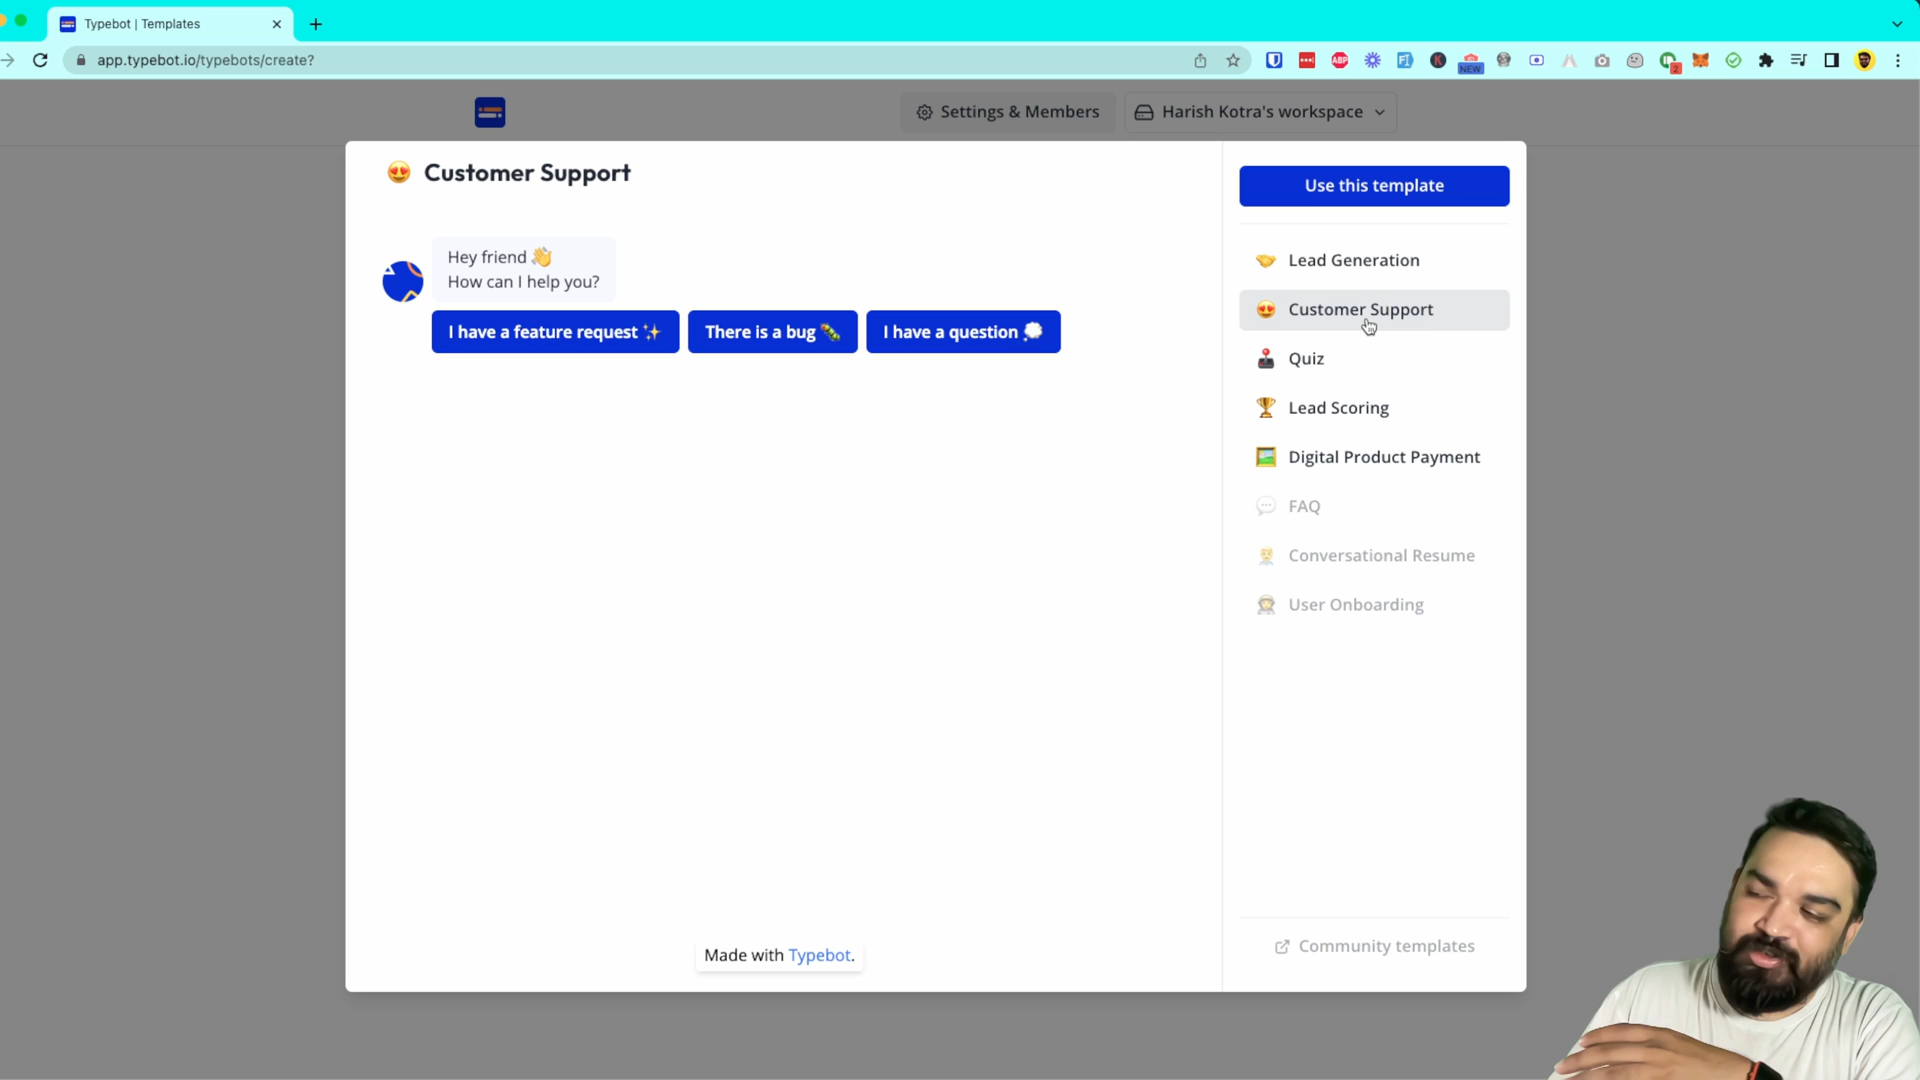 Typebot | Templates
app.typebot.io/typebots/create?
NEW
2
Settings & Members
Harish Kotra's workspace
Customer Support
Hey friend 👋
How can I help you?
I have a feature request ✨
There is a bug 🐛
I have a question 💭
Made with Typebot.
Use this template
Lead Generation
Customer Support
Quiz
Lead Scoring
Digital Product Payment
FAQ
Conversational Resume
User Onboarding
Community templates